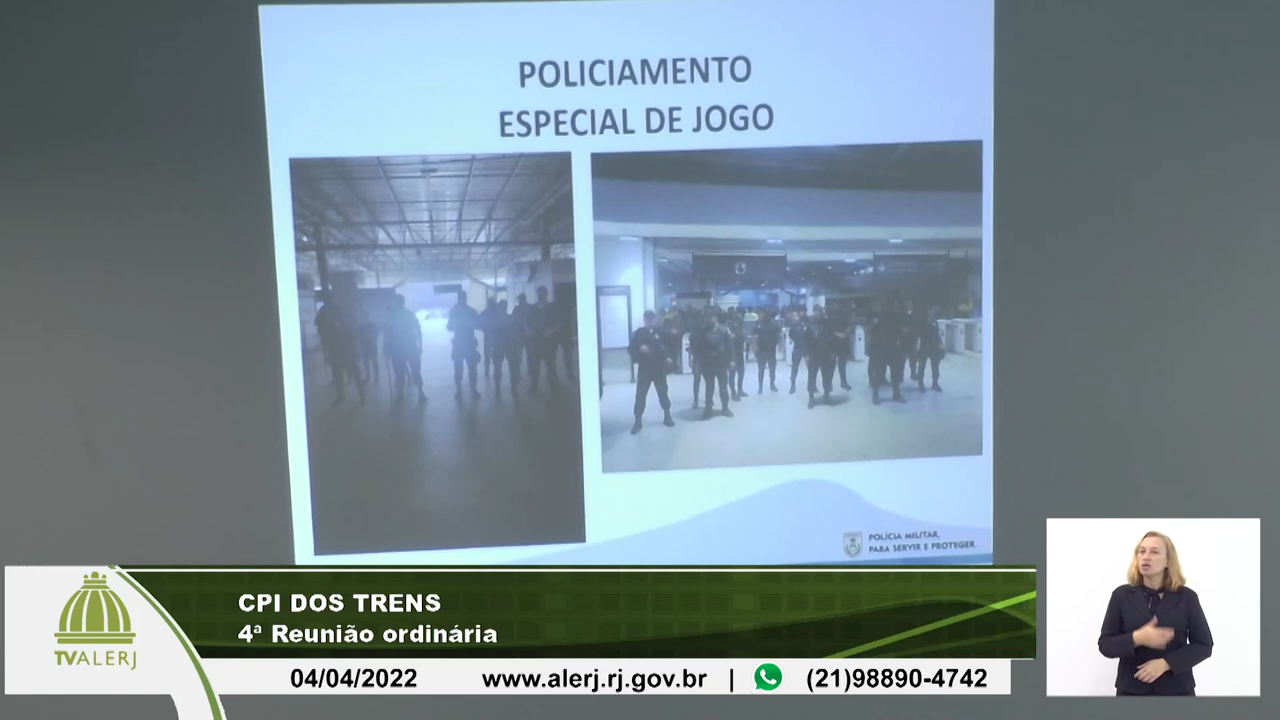 POLICIAMENTO
ESPECIAL DE JOGO
POLÍCIA MILITAR,
PARA SERVIR E PROTEGER.
CPI DOS TRENS
4ª Reunião ordinária
TVALERJ
04/04/2022 www.alerj.rj.gov.br | (21)98890-4742